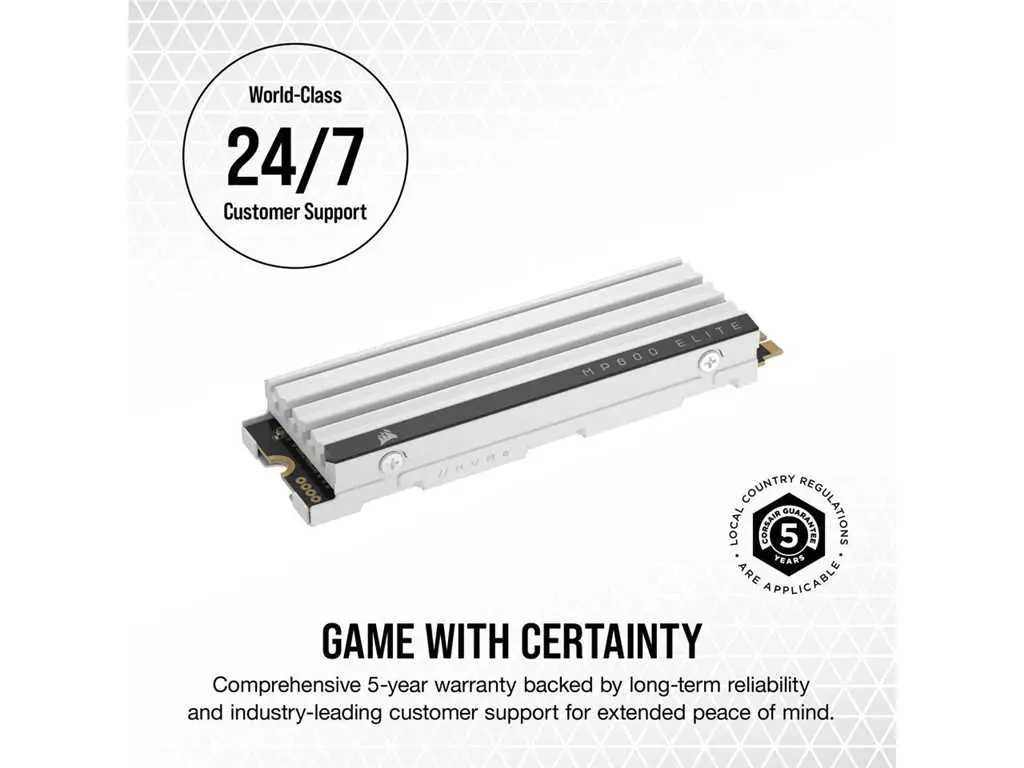 World-Class
24/7
Customer Support
MP600 ELITE
//NVMe
LOCAL COUNTRY REGULATIONS
• ARE APPLICABLE •
CORSAIR GUARANTEE
5
YEARS
GAME WITH CERTAINTY
Comprehensive 5-year warranty backed by long-term reliability
and industry-leading customer support for extended peace of mind.